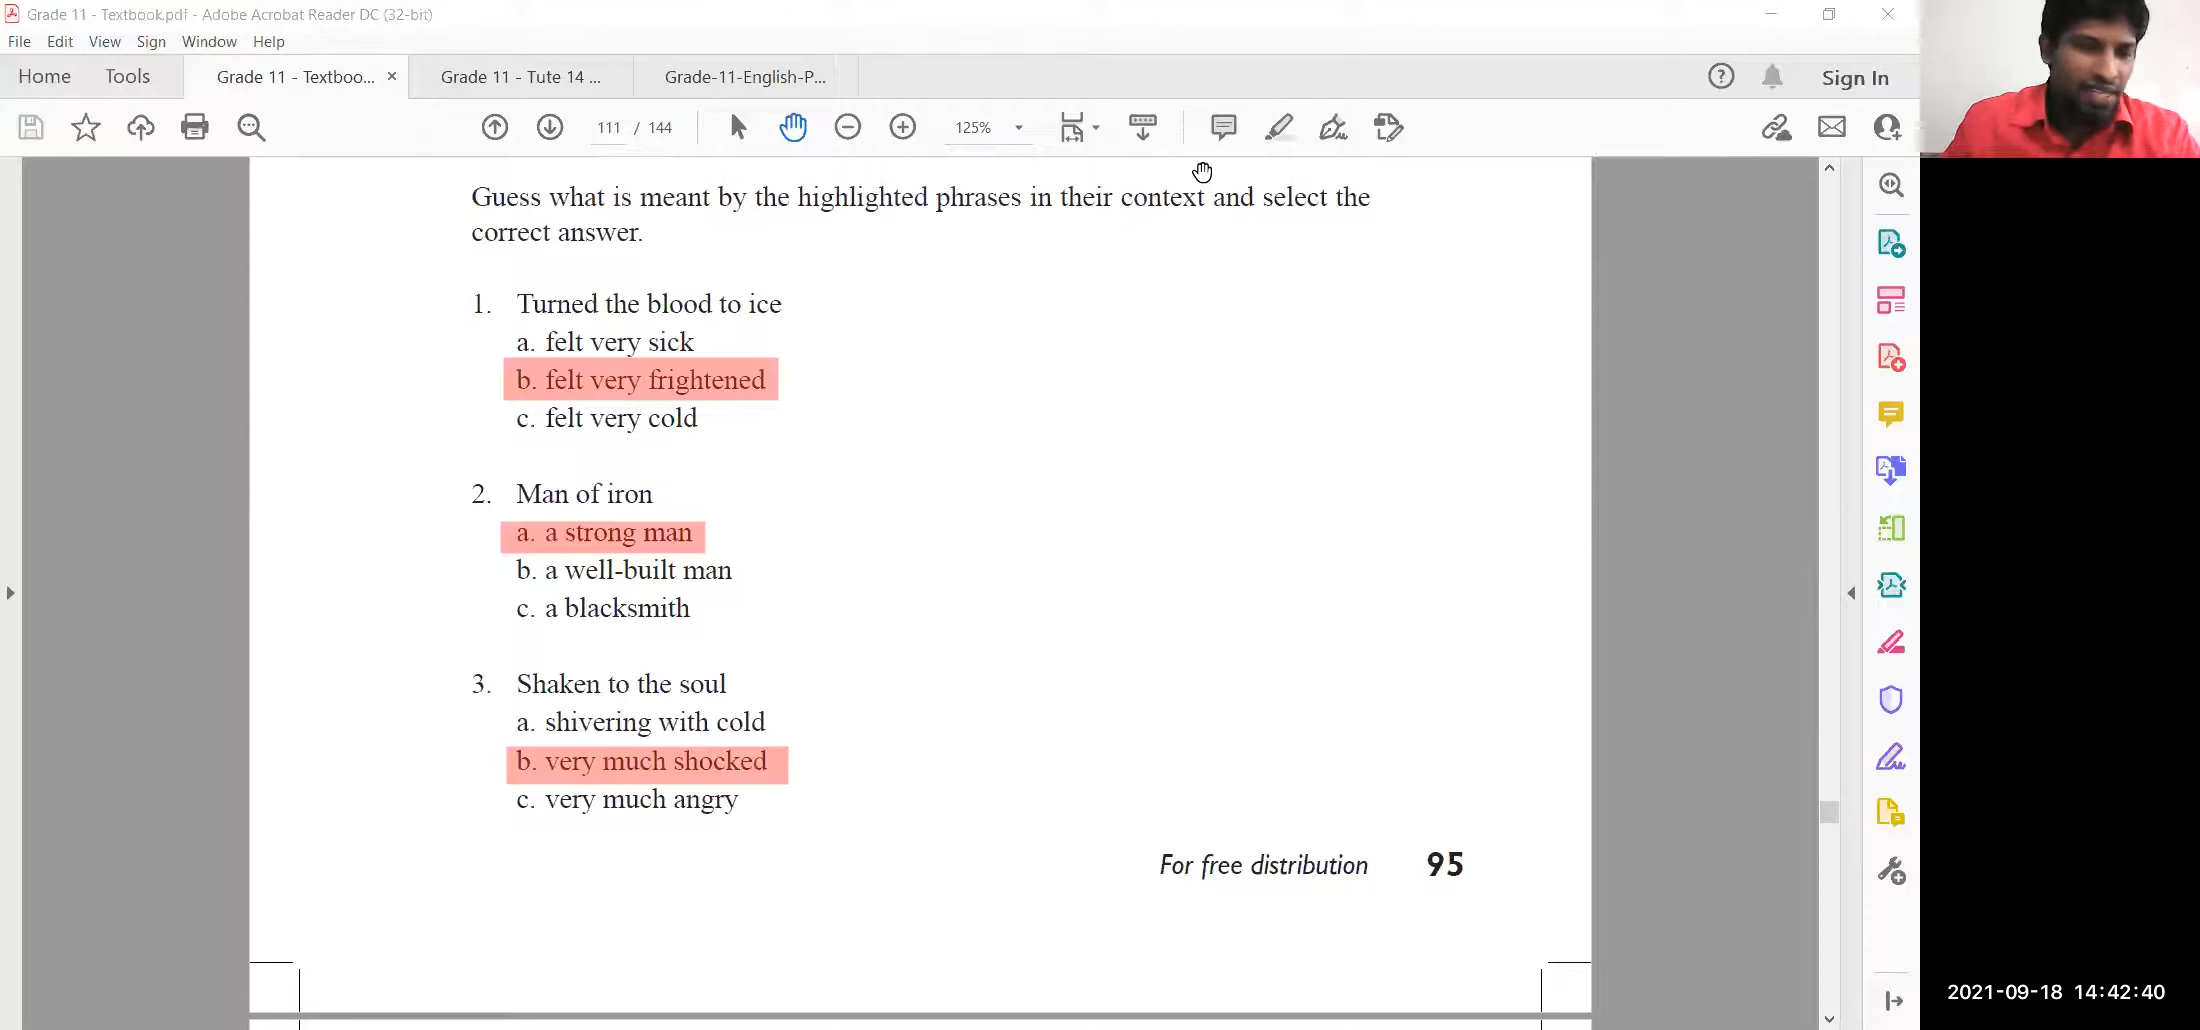 Grade 11 - Textbook.pdf - Adobe Acrobat Reader DC (32-bit)
File Edit View Sign Window Help
Home Tools Grade 11 - Textboo... × Grade 11 - Tute 14 ... Grade-11-English-P... Sign In
111 / 144 125%
Guess what is meant by the highlighted phrases in their context and select the
correct answer.
1. Turned the blood to ice
a. felt very sick
b. felt very frightened
c. felt very cold
2. Man of iron
a. a strong man
b. a well-built man
c. a blacksmith
3. Shaken to the soul
a. shivering with cold
b. very much shocked
c. very much angry
For free distribution 95
2021-09-18 14:42:40